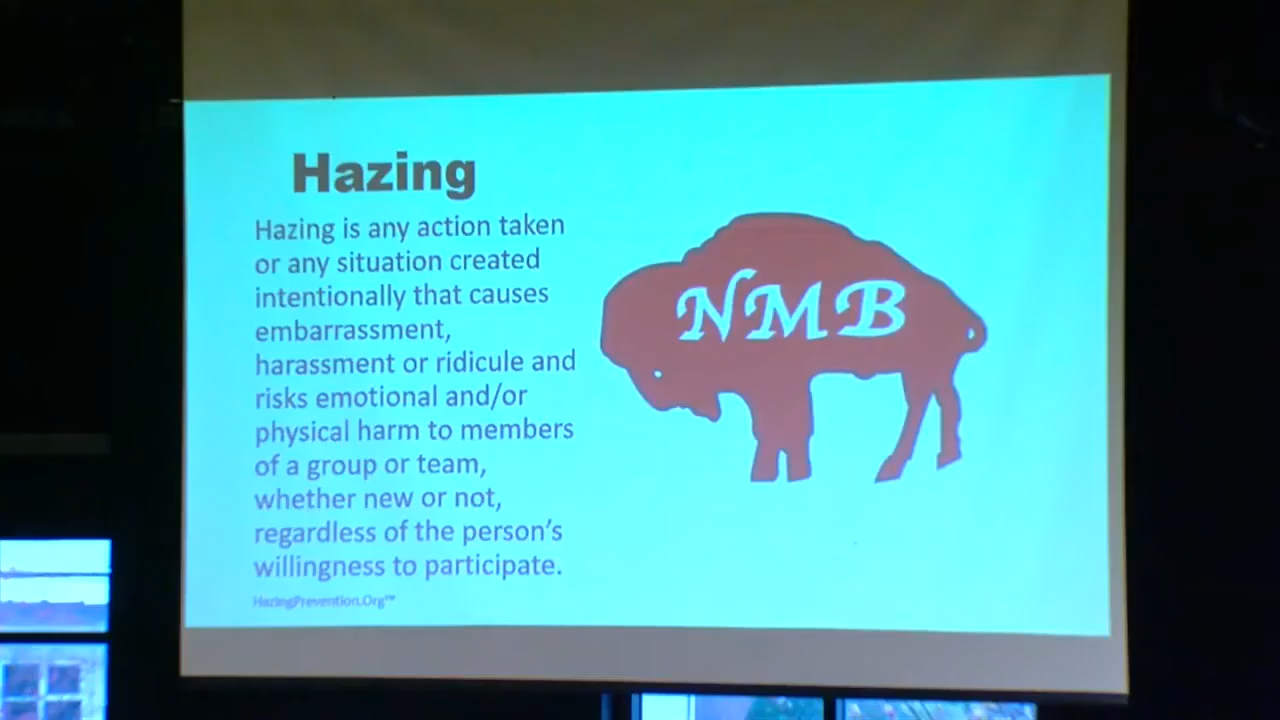 Hazing
Hazing is any action taken
or any situation created
intentionally that causes
embarrassment,
harassment or ridicule and
risks emotional and/or
physical harm to members
of a group or team,
whether new or not,
regardless of the person's
willingness to participate.
HazingPrevention.Org™
NMB